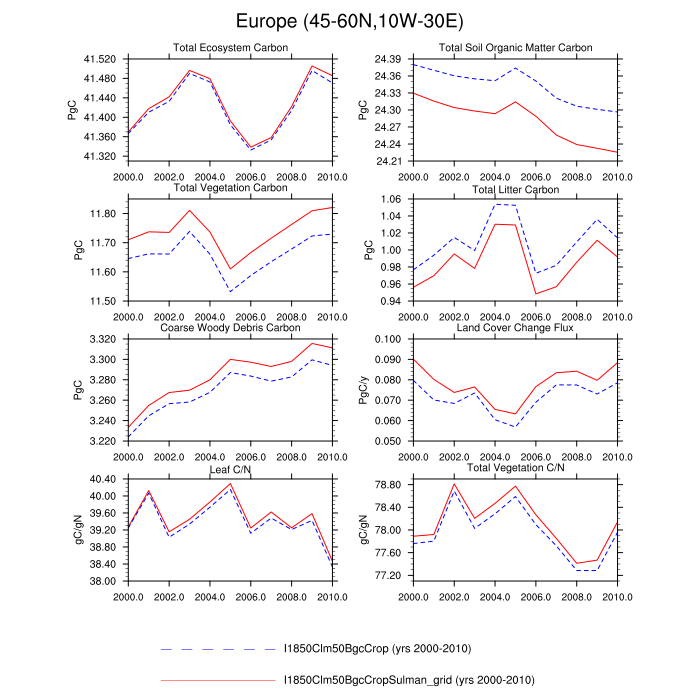 Europe (45-60N,10W-30E)
Total Ecosystem Carbon
PgC
41.520
41.480
41.440
41.400
41.360
41.320
2000.0 2002.0 2004.0 2006.0 2008.0 2010.0
Total Soil Organic Matter Carbon
PgC
24.39
24.36
24.33
24.30
24.27
24.24
24.21
2000.0 2002.0 2004.0 2006.0 2008.0 2010.0
Total Vegetation Carbon
PgC
11.80
11.70
11.60
11.50
2000.0 2002.0 2004.0 2006.0 2008.0 2010.0
Total Litter Carbon
PgC
1.06
1.04
1.02
1.00
0.98
0.96
0.94
2000.0 2002.0 2004.0 2006.0 2008.0 2010.0
Coarse Woody Debris Carbon
PgC
3.320
3.300
3.280
3.260
3.240
3.220
2000.0 2002.0 2004.0 2006.0 2008.0 2010.0
Land Cover Change Flux
PgC/y
0.100
0.090
0.080
0.070
0.060
0.050
2000.0 2002.0 2004.0 2006.0 2008.0 2010.0
Leaf C/N
gC/gN
40.40
40.00
39.60
39.20
38.80
38.40
38.00
2000.0 2002.0 2004.0 2006.0 2008.0 2010.0
Total Vegetation C/N
gC/gN
78.80
78.40
78.00
77.60
77.20
2000.0 2002.0 2004.0 2006.0 2008.0 2010.0
I1850Clm50BgcCrop (yrs 2000-2010)
I1850Clm50BgcCropSulman_grid (yrs 2000-2010)